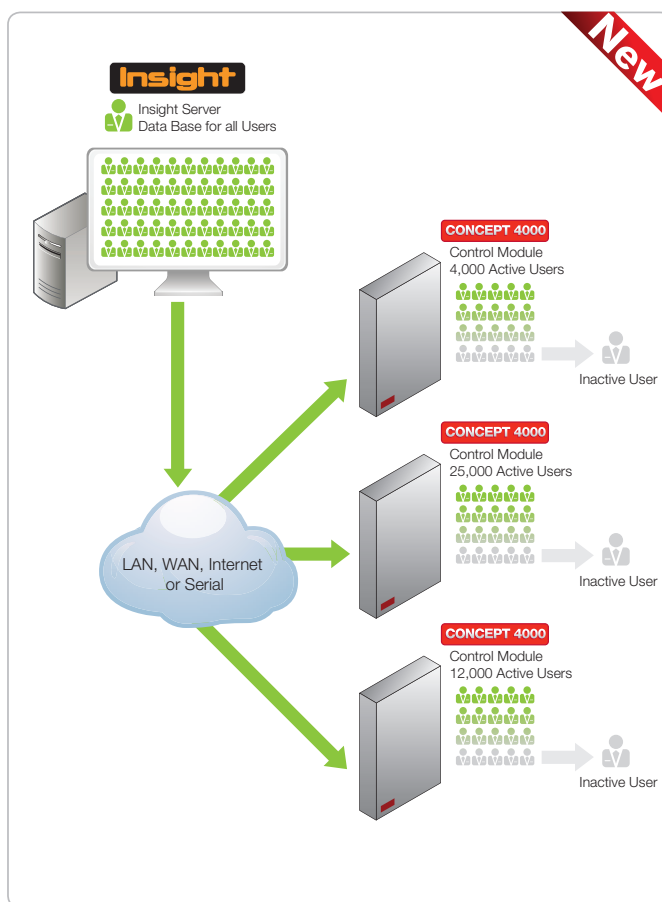 New
Insight
Insight Server
Data Base for all Users
CONCEPT 4000
Control Module
4,000 Active Users
Inactive User
CONCEPT 4000
Control Module
25,000 Active Users
Inactive User
LAN, WAN, Internet
or Serial
CONCEPT 4000
Control Module
12,000 Active Users
Inactive User